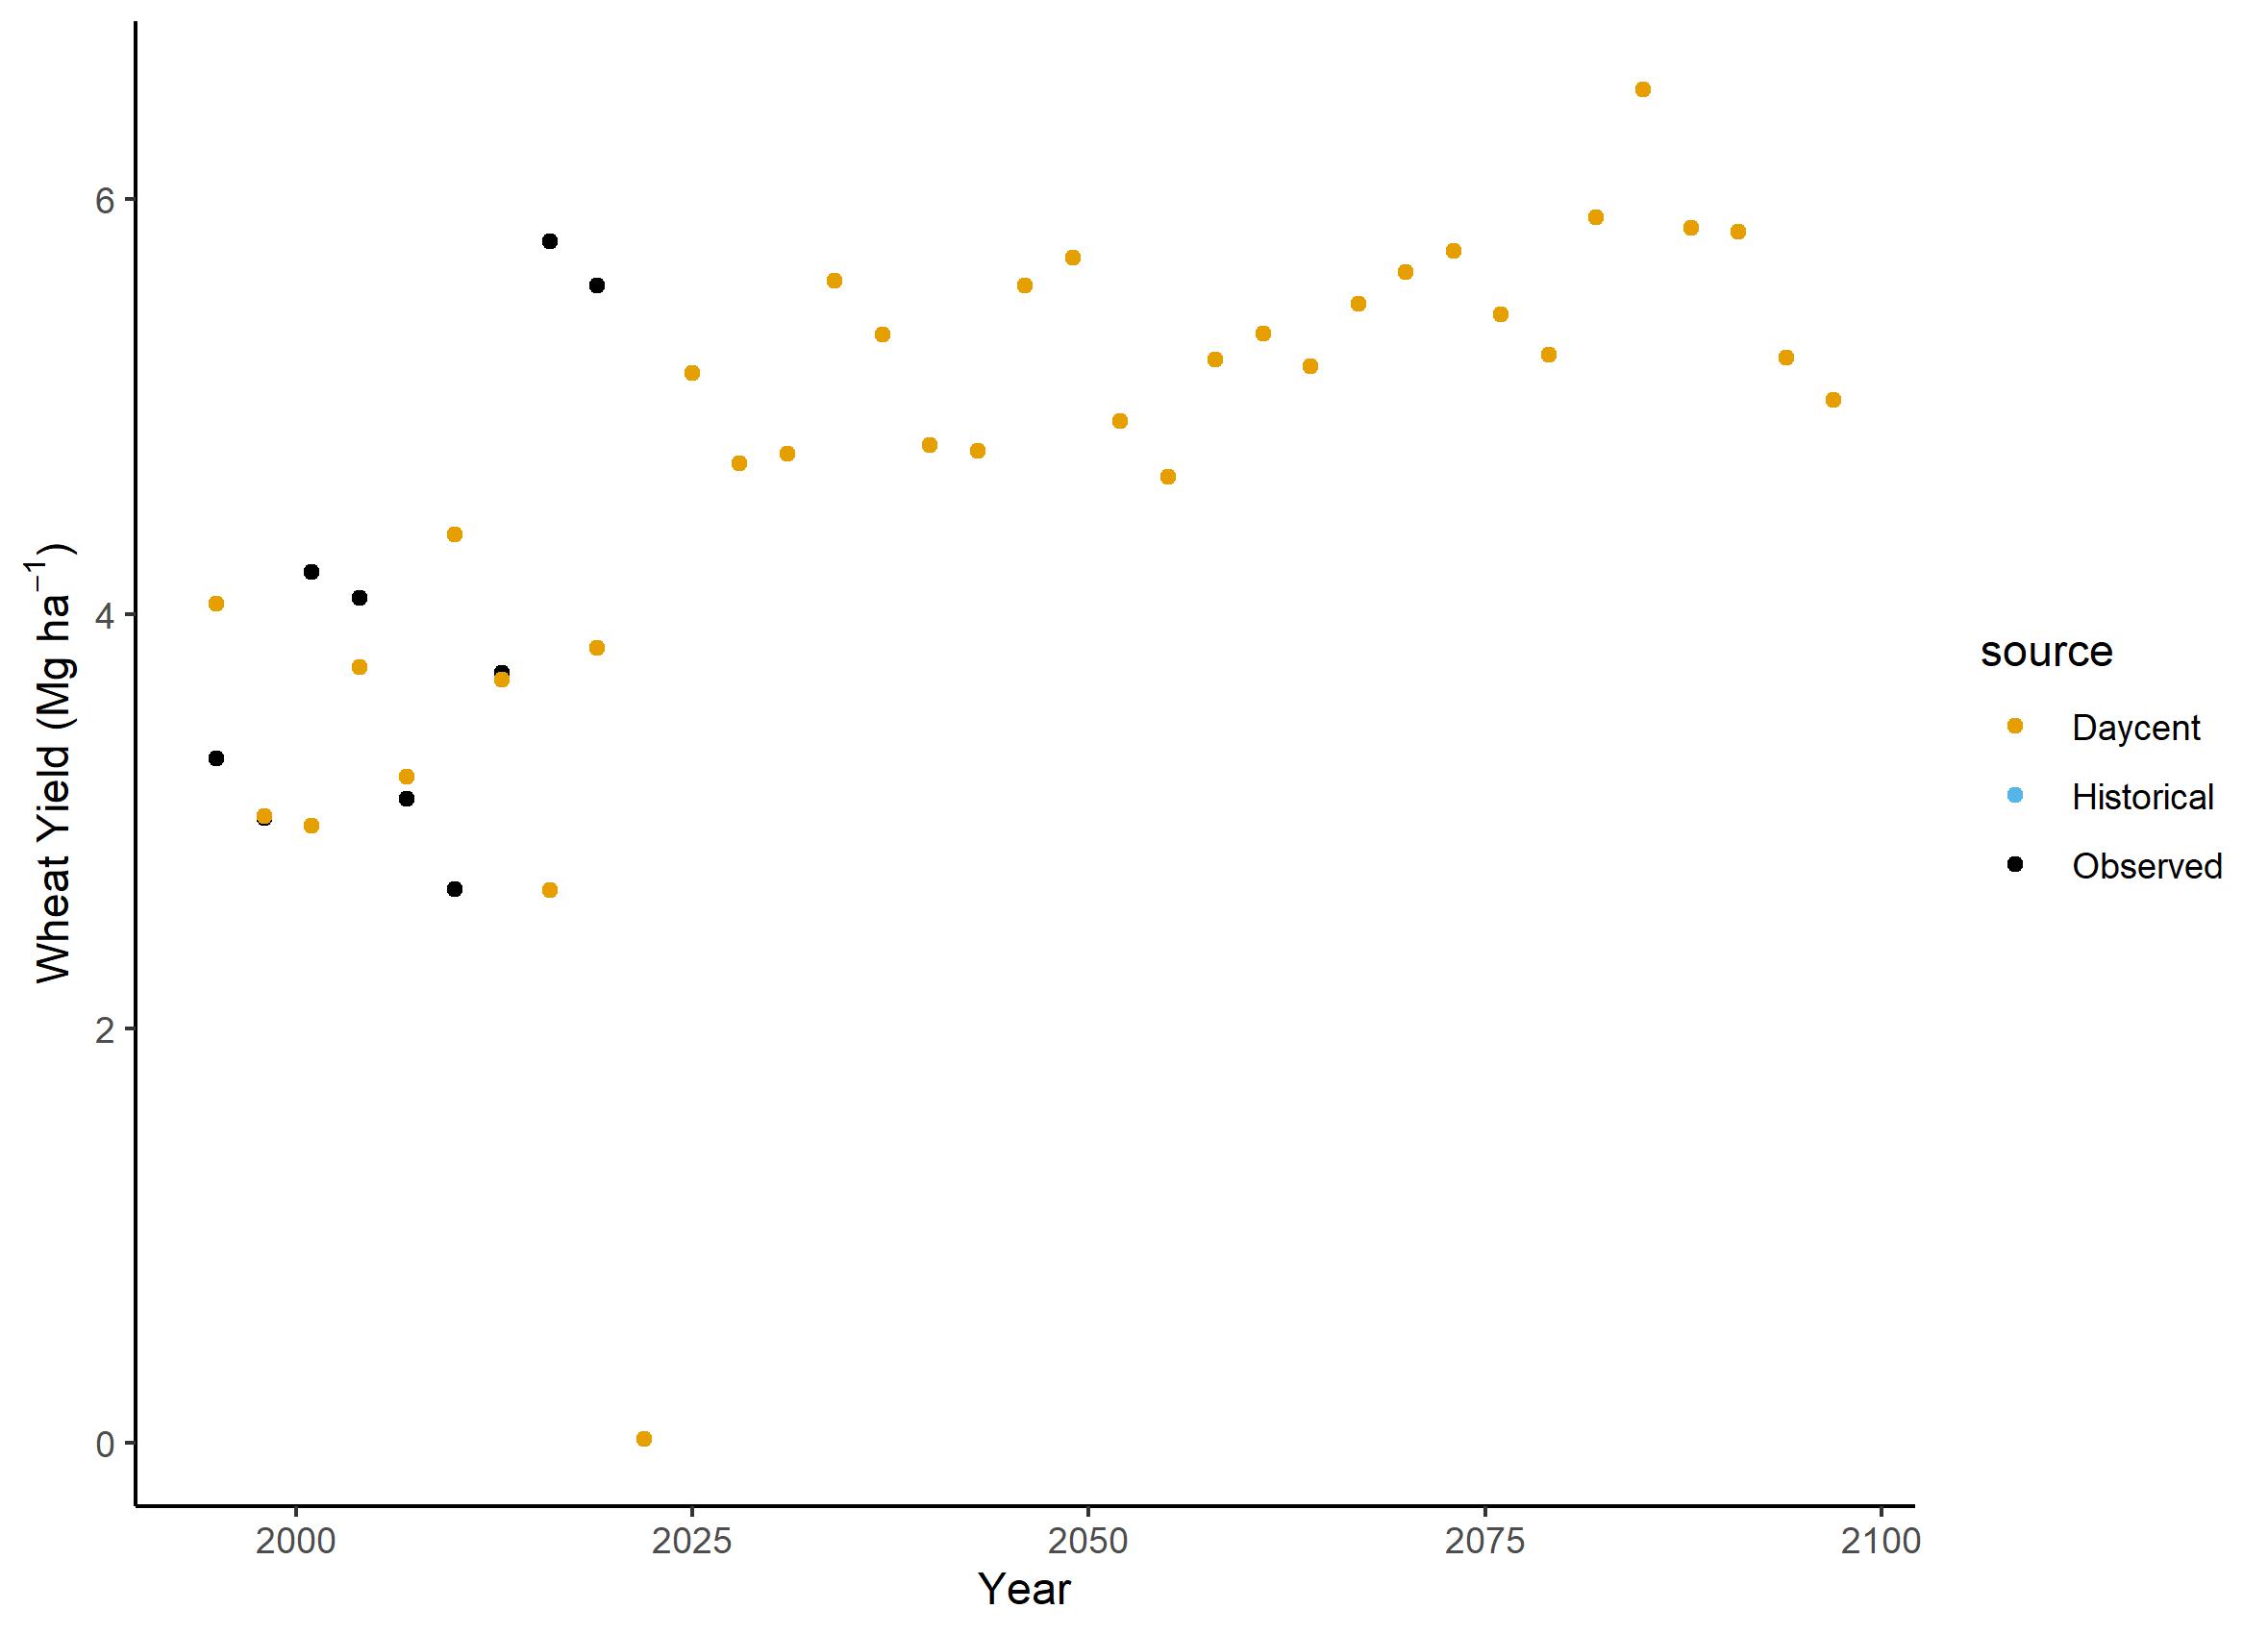 6
4
2
0
Wheat Yield (Mg ha⁻¹)
2000 2025 2050 2075 2100
Year
source
Daycent
Historical
Observed